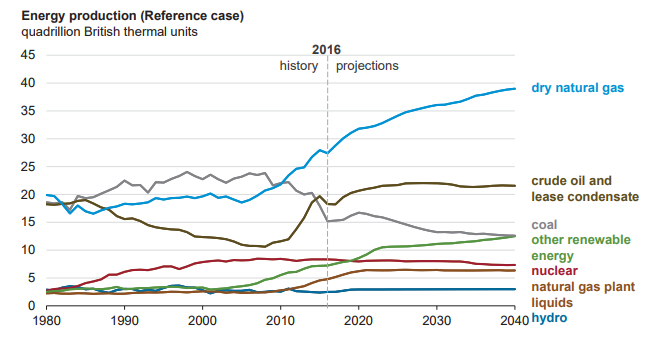 Energy production (Reference case)
quadrillion British thermal units
2016
history
projections
45
40
35
30
25
20
15
10
5
0
dry natural gas
crude oil and
lease condensate
coal
other renewable
energy
nuclear
natural gas plant
liquids
hydro
1980
1990
2000
2010
2020
2030
2040